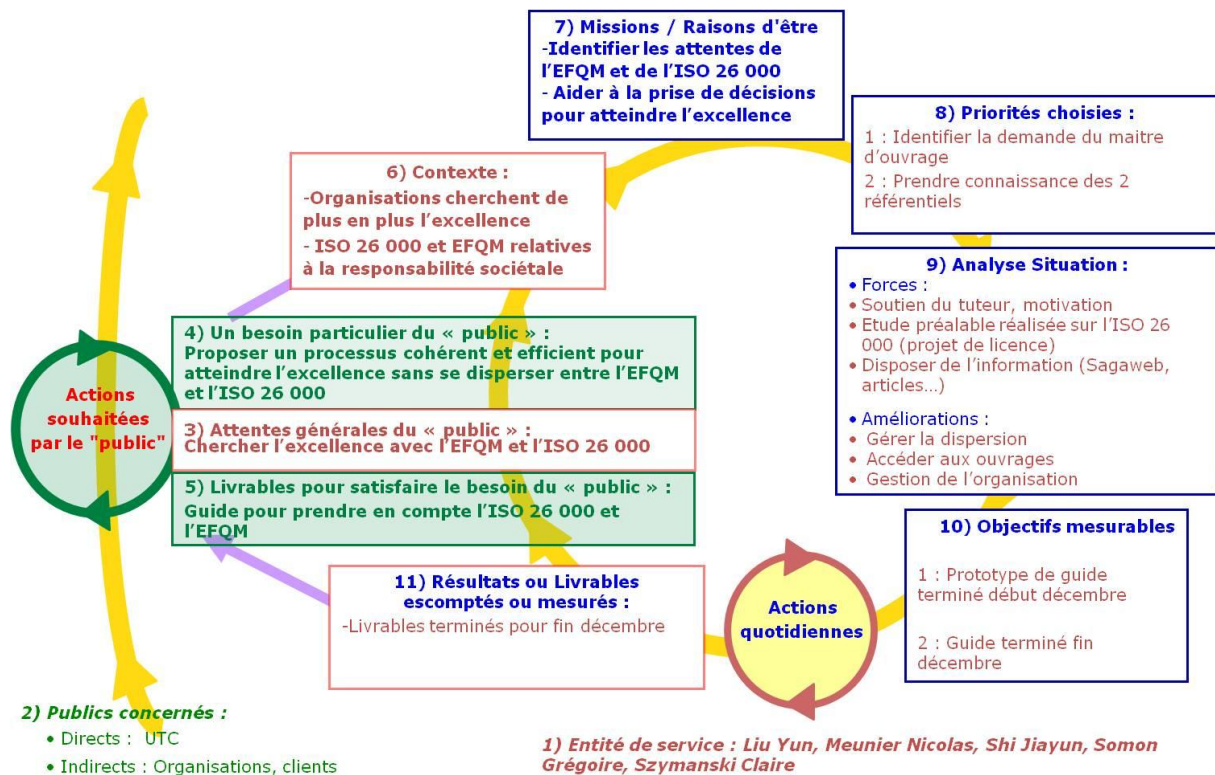 7) Missions / Raisons d'être
-Identifier les attentes de
l’EFQM et de l’ISO 26 000
- Aider à la prise de décisions
pour atteindre l’excellence
8) Priorités choisies :
1 : Identifier la demande du maitre
d’ouvrage
2 : Prendre connaissance des 2
référentiels
6) Contexte :
-Organisations cherchent de
plus en plus l’excellence
- ISO 26 000 et EFQM relatives
à la responsabilité sociétale
9) Analyse Situation :
• Forces :
• Soutien du tuteur, motivation
• Etude préalable réalisée sur l’ISO 26
000 (projet de licence)
• Disposer de l’information (Sagaweb,
articles...)
• Améliorations :
• Gérer la dispersion
• Accéder aux ouvrages
• Gestion de l’organisation
Actions
souhaitées
par le "public"
4) Un besoin particulier du « public » :
Proposer un processus cohérent et efficient pour
atteindre l’excellence sans se disperser entre l’EFQM
et l’ISO 26 000
3) Attentes générales du « public » :
Chercher l’excellence avec l’EFQM et l’ISO 26 000
5) Livrables pour satisfaire le besoin du « public » :
Guide pour prendre en compte l’ISO 26 000 et
l’EFQM
10) Objectifs mesurables
1 : Prototype de guide
terminé début décembre
2 : Guide terminé fin
décembre
11) Résultats ou Livrables
escomptés ou mesurés :
-Livrables terminés pour fin décembre
Actions
quotidiennes
2) Publics concernés :
• Directs : UTC
• Indirects : Organisations, clients
1) Entité de service : Liu Yun, Meunier Nicolas, Shi Jiayun, Somon
Grégoire, Szymanski Claire